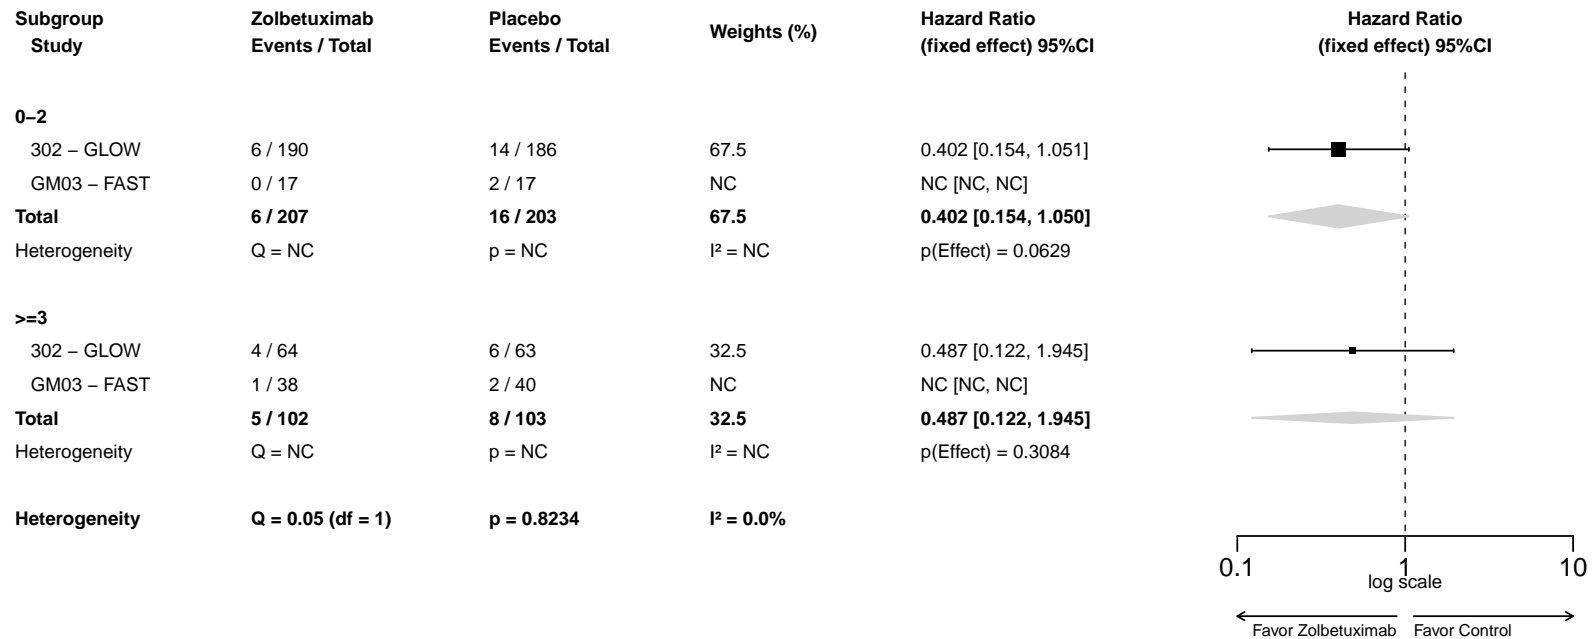 Subgroup Zolbetuximab Placebo Weights (%) Hazard Ratio Hazard Ratio
Study Events / Total Events / Total (fixed effect) 95%CI (fixed effect) 95%CI
0−2
302 − GLOW 6 / 190 14 / 186 67.5 0.402 [0.154, 1.051]
GM03 − FAST 0 / 17 2 / 17 NC NC [NC, NC]
Total 6 / 207 16 / 203 67.5 0.402 [0.154, 1.050]
Heterogeneity Q = NC p = NC I² = NC p(Effect) = 0.0629
>=3
302 − GLOW 4 / 64 6 / 63 32.5 0.487 [0.122, 1.945]
GM03 − FAST 1 / 38 2 / 40 NC NC [NC, NC]
Total 5 / 102 8 / 103 32.5 0.487 [0.122, 1.945]
Heterogeneity Q = NC p = NC I² = NC p(Effect) = 0.3084
Heterogeneity Q = 0.05 (df = 1) p = 0.8234 I² = 0.0%
0.1 1 10
log scale
Favor Zolbetuximab Favor Control